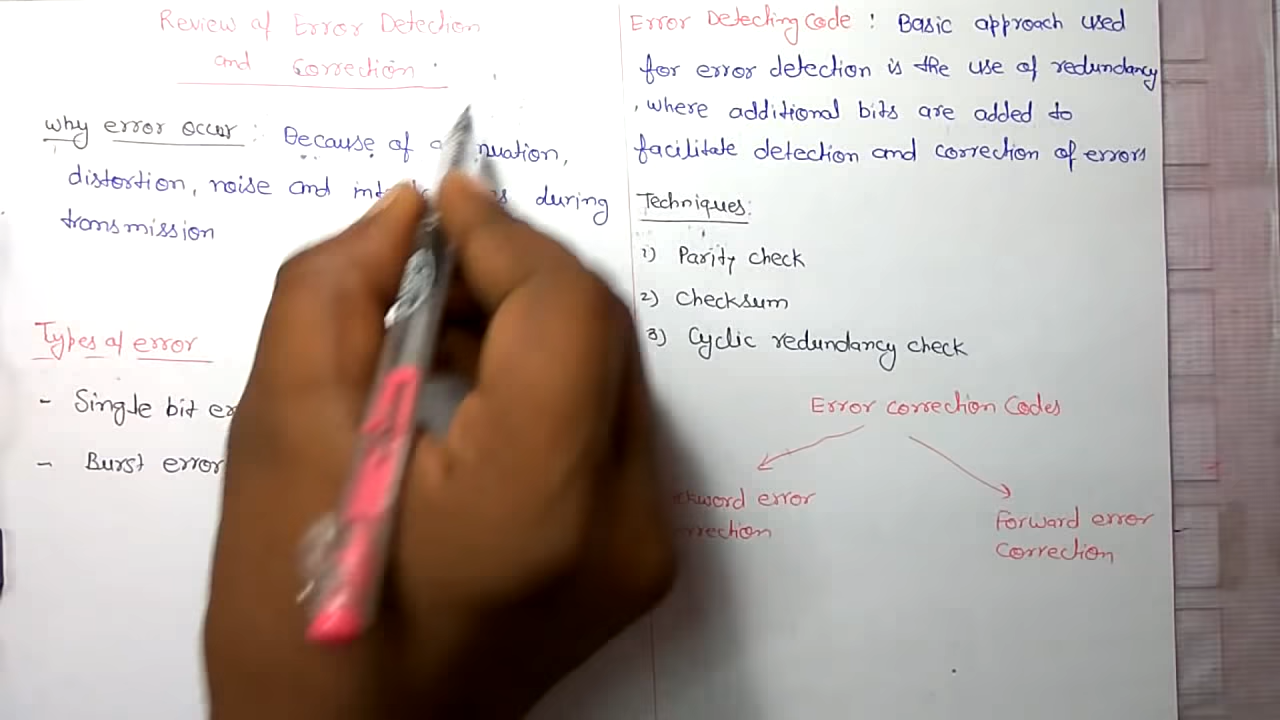 Review of Error Detection
and correction
why error occur : Because of
distortion, noise and during
transmission
Types of error
- Single bit
- Burst error
Error Detecting Code : Basic approach used
for error detection is the use of redundancy
, where additional bits are added to
facilitate detection and correction of errors
Techniques:
1) Parity check
2) Checksum
3) Cyclic redundancy check
Error correction Codes
error
Forward error
correction